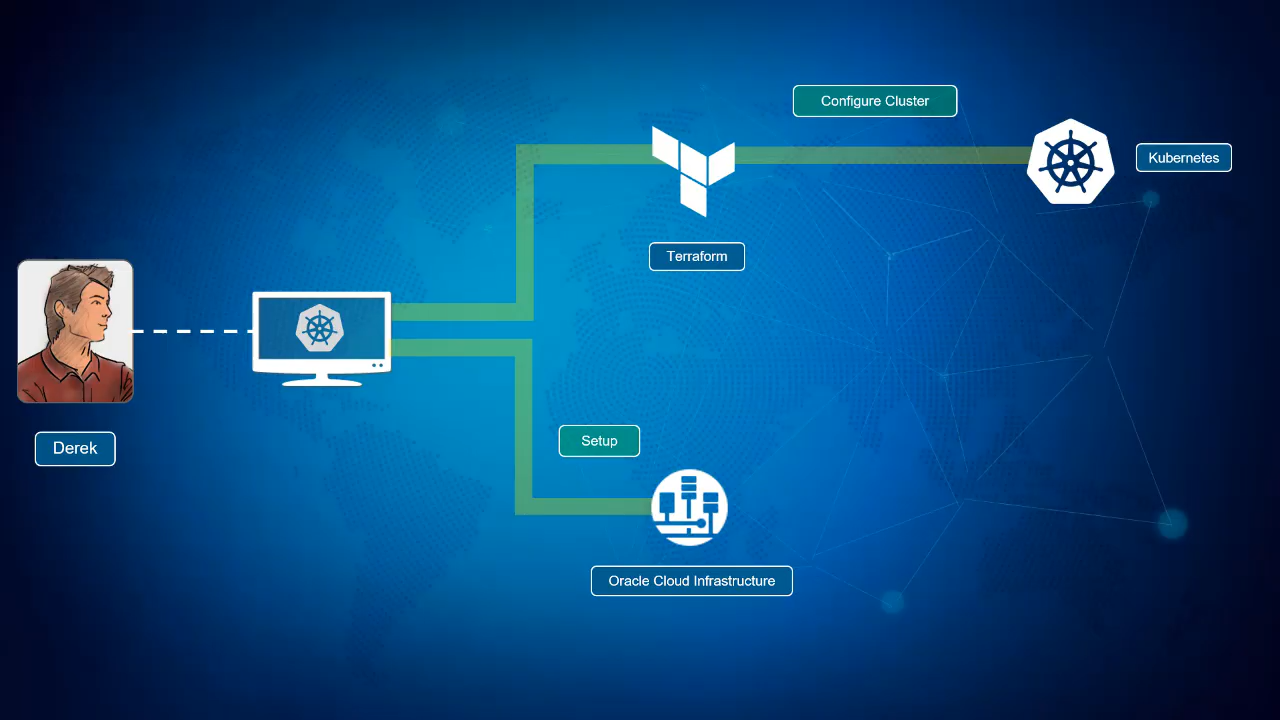 Configure Cluster
Kubernetes
Terraform
Derek
Setup
Oracle Cloud Infrastructure